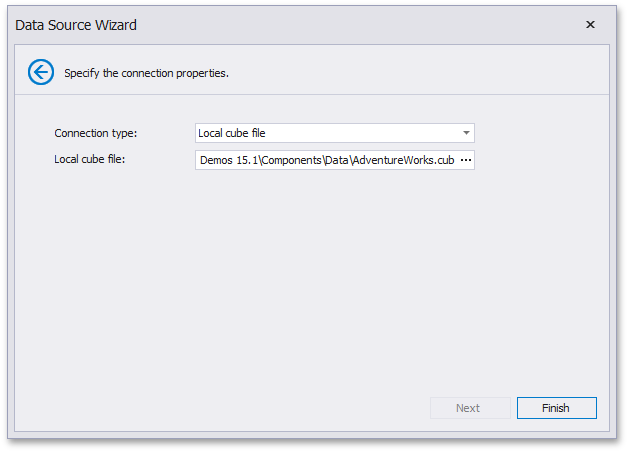 Data Source Wizard
Specify the connection properties.
Connection type: Local cube file
Local cube file: Demos 15.1\Components\Data\AdventureWorks.cub ...
Next Finish